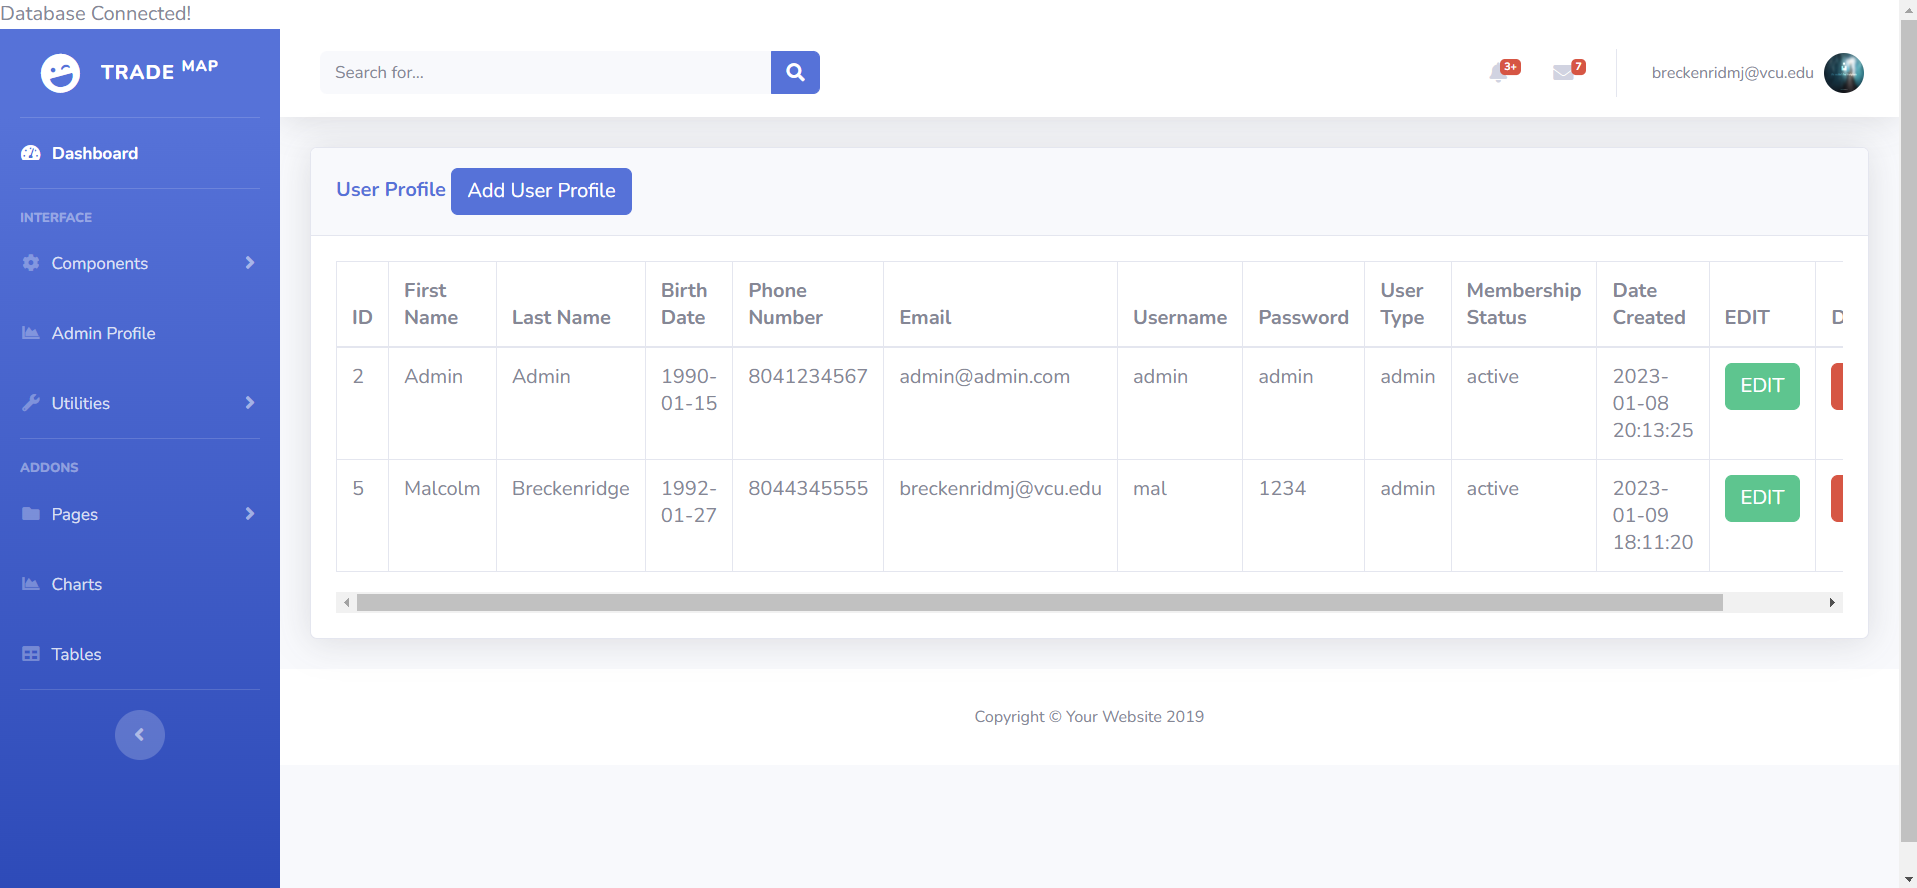 Database Connected!
TRADE MAP
Search for...
3+
7
breckenridmj@vcu.edu
Dashboard
INTERFACE
Components
Admin Profile
Utilities
ADDONS
Pages
Charts
Tables
User Profile Add User Profile
ID First Name Last Name Birth Date Phone Number Email Username Password User Type Membership Status Date Created EDIT D
2 Admin Admin 1990-01-15 8041234567 admin@admin.com admin admin admin active 2023-01-08 20:13:25 EDIT
5 Malcolm Breckenridge 1992-01-27 8044345555 breckenridmj@vcu.edu mal 1234 admin active 2023-01-09 18:11:20 EDIT
Copyright © Your Website 2019